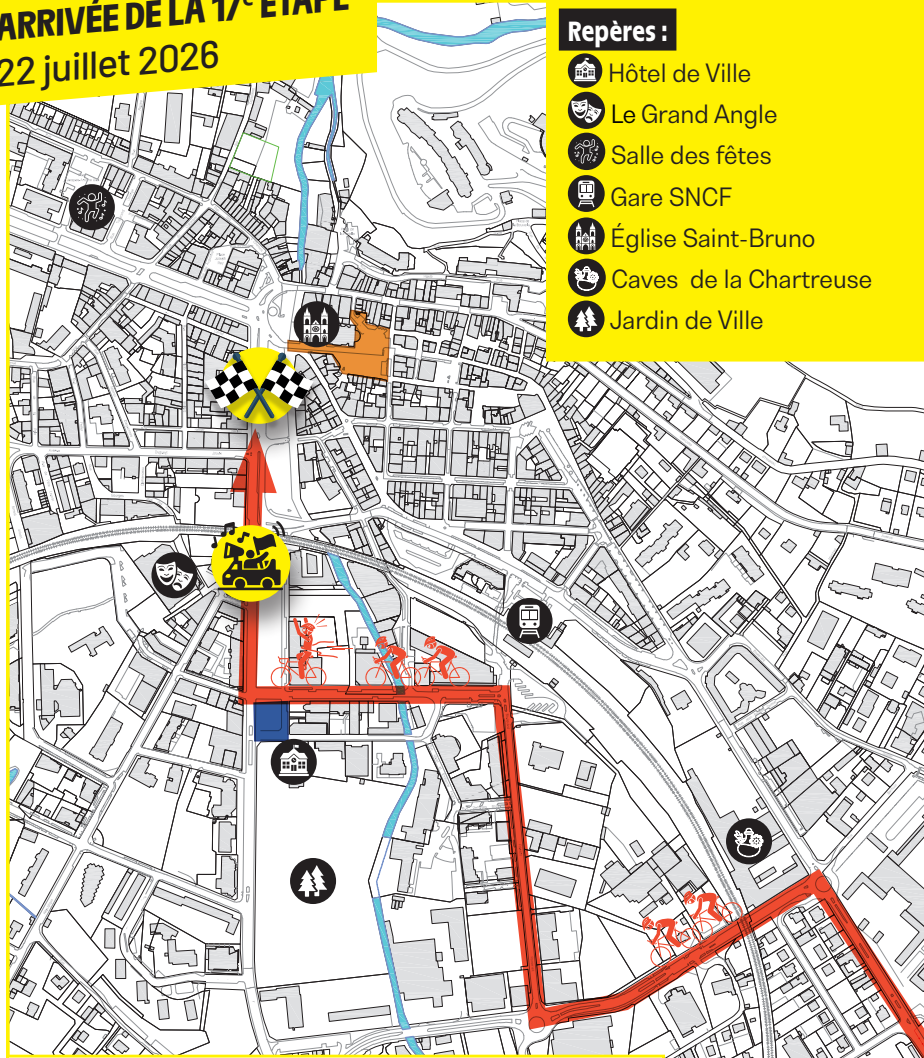 ARRIVÉE DE LA 17e ÉTAPE
22 juillet 2026
Repères :
Hôtel de Ville
Le Grand Angle
Salle des fêtes
Gare SNCF
Église Saint-Bruno
Caves de la Chartreuse
Jardin de Ville